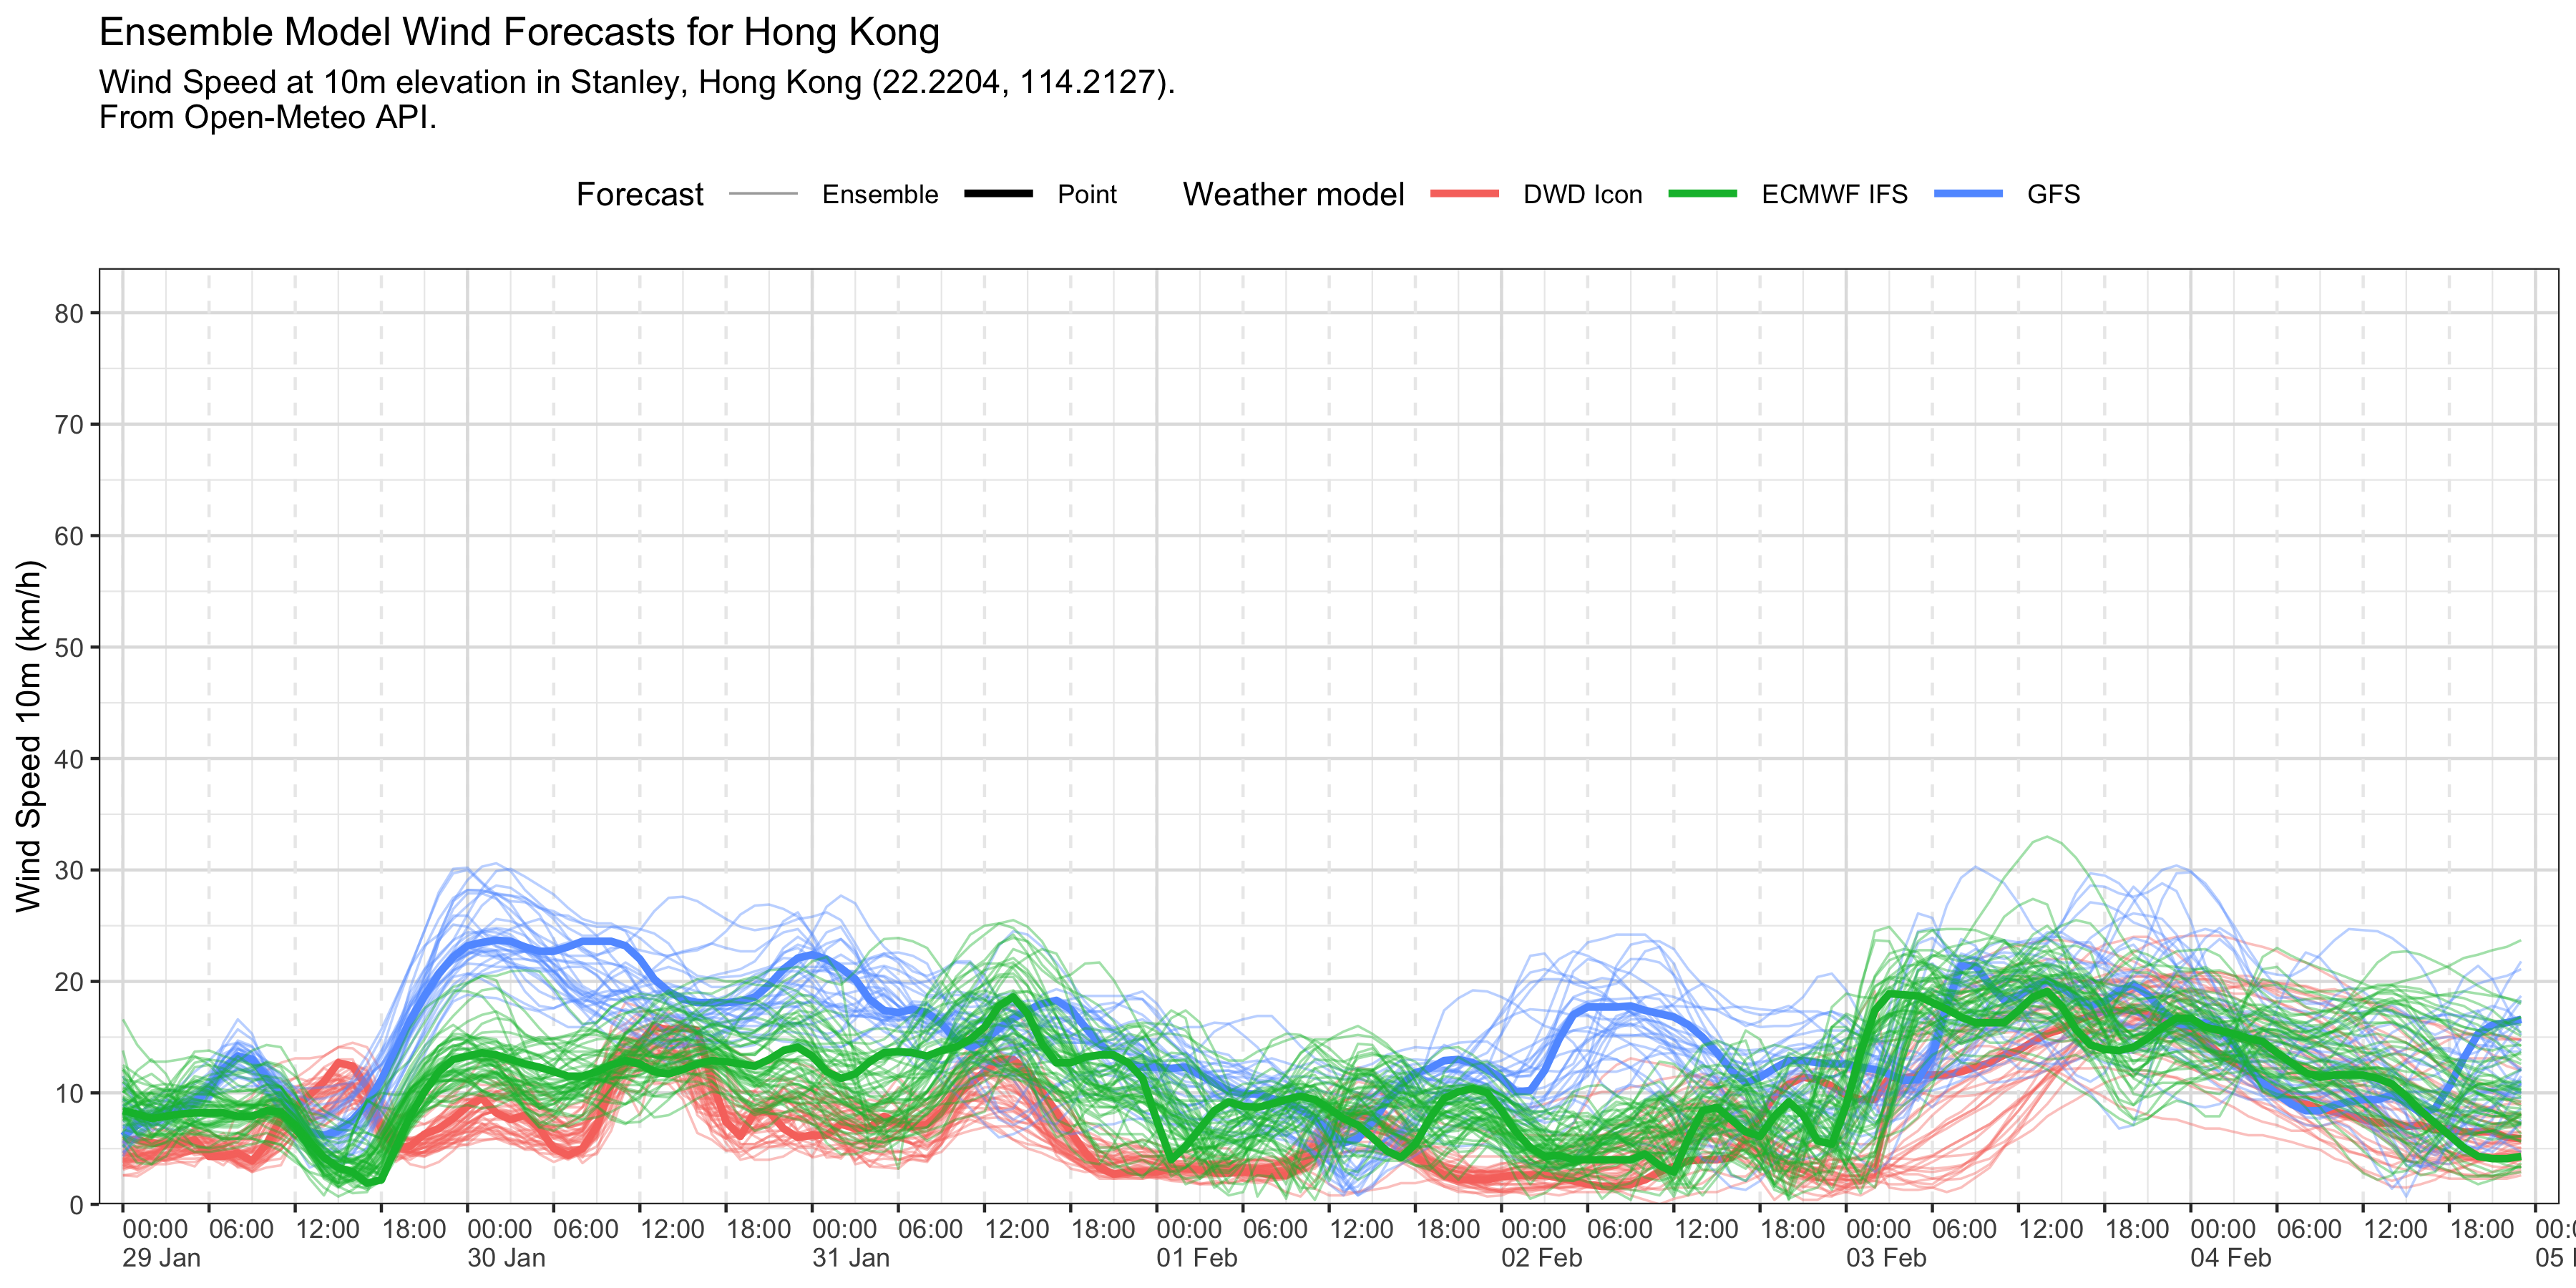 Ensemble Model Wind Forecasts for Hong Kong
Wind Speed at 10m elevation in Stanley, Hong Kong (22.2204, 114.2127).
From Open-Meteo API.
Forecast Ensemble Point Weather model DWD Icon ECMWF IFS GFS
Wind Speed 10m (km/h)
80
70
60
50
40
30
20
10
0
00:00 06:00 12:00 18:00 00:00 06:00 12:00 18:00 00:00 06:00 12:00 18:00 00:00 06:00 12:00 18:00 00:00 06:00 12:00 18:00 00:00 06:00 12:00 18:00 00:00 06:00 12:00 18:00
29 Jan 30 Jan 31 Jan 01 Feb 02 Feb 03 Feb 04 Feb 05